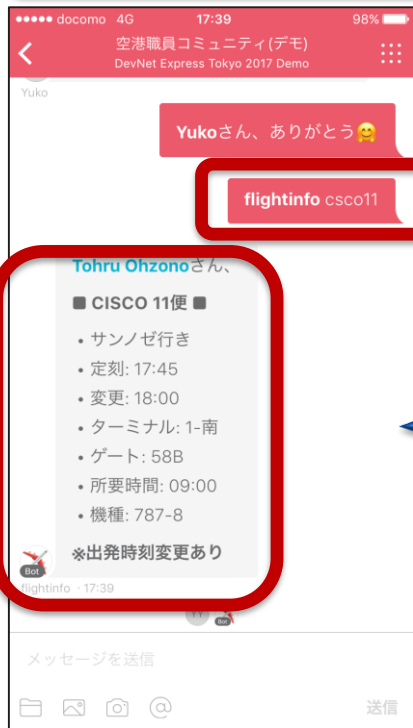 docomo 4G 17:39 98%
空港職員コミュニティ(デモ)
DevNet Express Tokyo 2017 Demo
Yuko
Yukoさん、ありがとう🤗
flightinfo csco11
Tohru Ohzonoさん、
■ CISCO 11便 ■
• サンノゼ行き
• 定刻: 17:45
• 変更: 18:00
• ターミナル: 1-南
• ゲート: 58B
• 所要時間: 09:00
• 機種: 787-8
※出発時刻変更あり
Bot
flightinfo · 17:39
YY Bot
メッセージを送信
送信